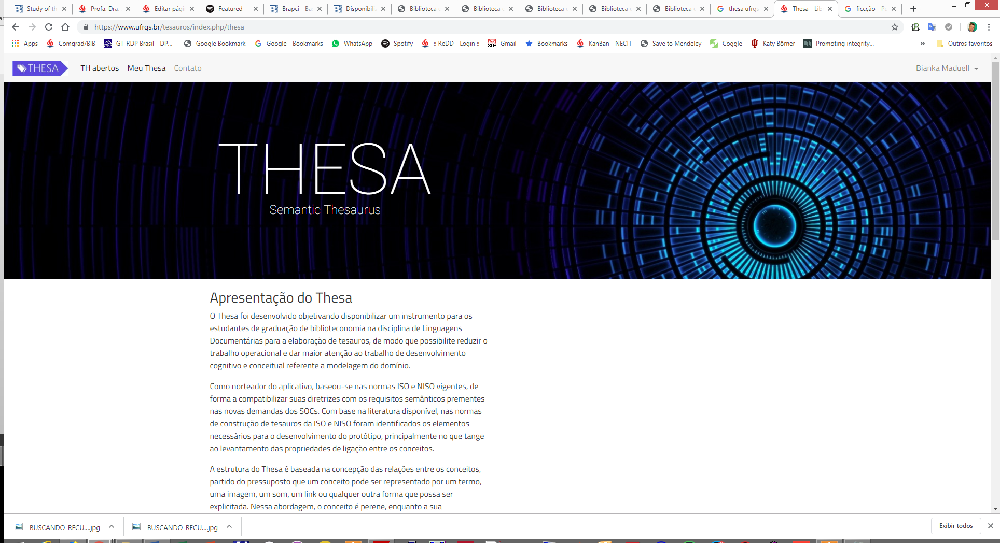 Study of th
Profa. Dra.
Editar pági
Featured
Brapci - Ba
Disponibili
Biblioteca
Biblioteca
Biblioteca
Biblioteca
Biblioteca
thesa ufrgs
Thesa - Lib
ficcção - Pe
https://www.ufrgs.br/tesauros/index.php/thesa
Apps
Comgrad/BIB
GT-RDP Brasil - DP...
Google Bookmark
Google - Bookmarks
WhatsApp
Spotify
:: ReDD - Login ::
30+
Gmail
Bookmarks
KanBan - NECIT
Save to Mendeley
Coggle
Katy Börner
Promoting integrity...
»
Outros favoritos
THESA
TH abertos
Meu Thesa
Contato
Bianka Maduell
THESA
Semantic Thesaurus
Apresentação do Thesa
O Thesa foi desenvolvido objetivando disponibilizar um instrumento para os
estudantes de graduação de biblioteconomia na disciplina de Linguagens
Documentárias para a elaboração de tesauros, de modo que possibilite reduzir o
trabalho operacional e dar maior atenção ao trabalho de desenvolvimento
cognitivo e conceitual referente a modelagem do domínio.
Como norteador do aplicativo, baseou-se nas normas ISO e NISO vigentes, de
forma a compatibilizar suas diretrizes com os requisitos semânticos prementes
nas novas demandas dos SOCs. Com base na literatura disponível, nas normas
de construção de tesauros da ISO e NISO foram identificados os elementos
necessários para o desenvolvimento do protótipo, principalmente no que tange
ao levantamento das propriedades de ligação entre os conceitos.
A estrutura do Thesa é baseada na concepção das relações entre os conceitos,
partido do pressuposto que um conceito pode ser representado por um termo,
uma imagem, um som, um link ou qualquer outra forma que possa ser
explicitada. Nessa abordagem, o conceito é perene, enquanto a sua
BUSCANDO_RECU....jpg
BUSCANDO_RECU....jpg
Exibir todos